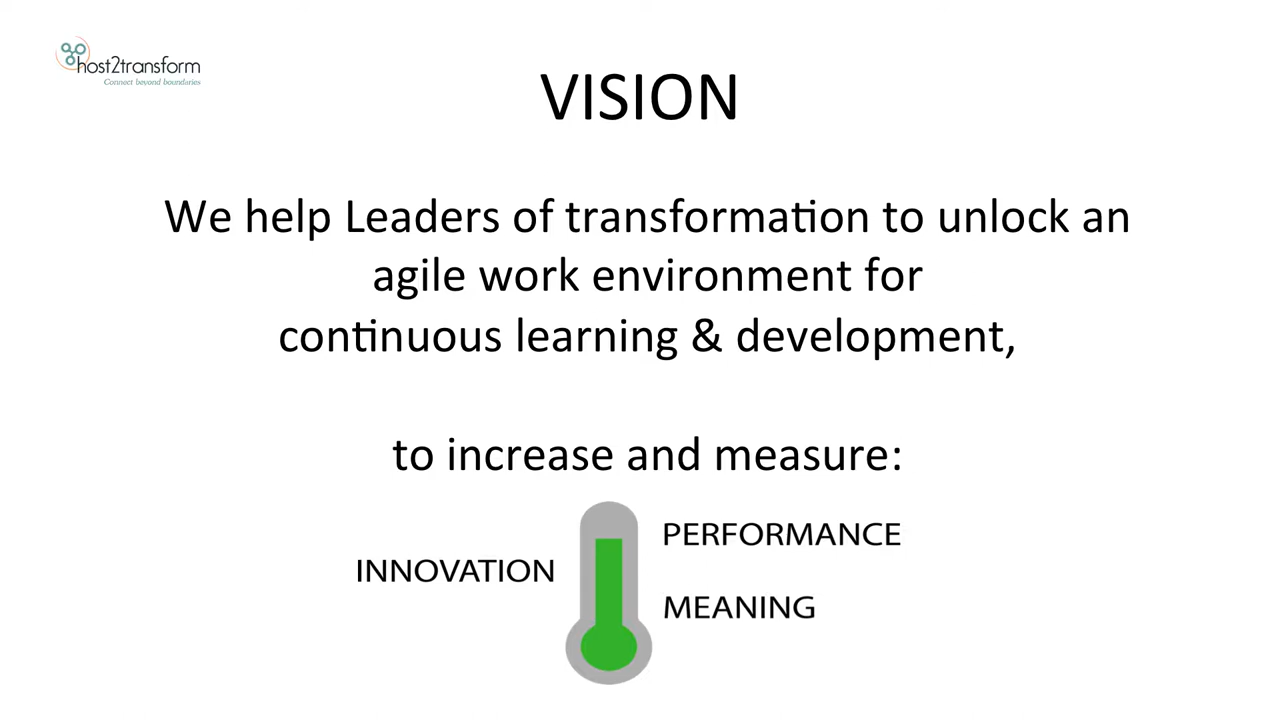 host2transform
Connect beyond boundaries
VISION
We help Leaders of transformation to unlock an
agile work environment for
continuous learning & development,
to increase and measure:
PERFORMANCE
INNOVATION
MEANING